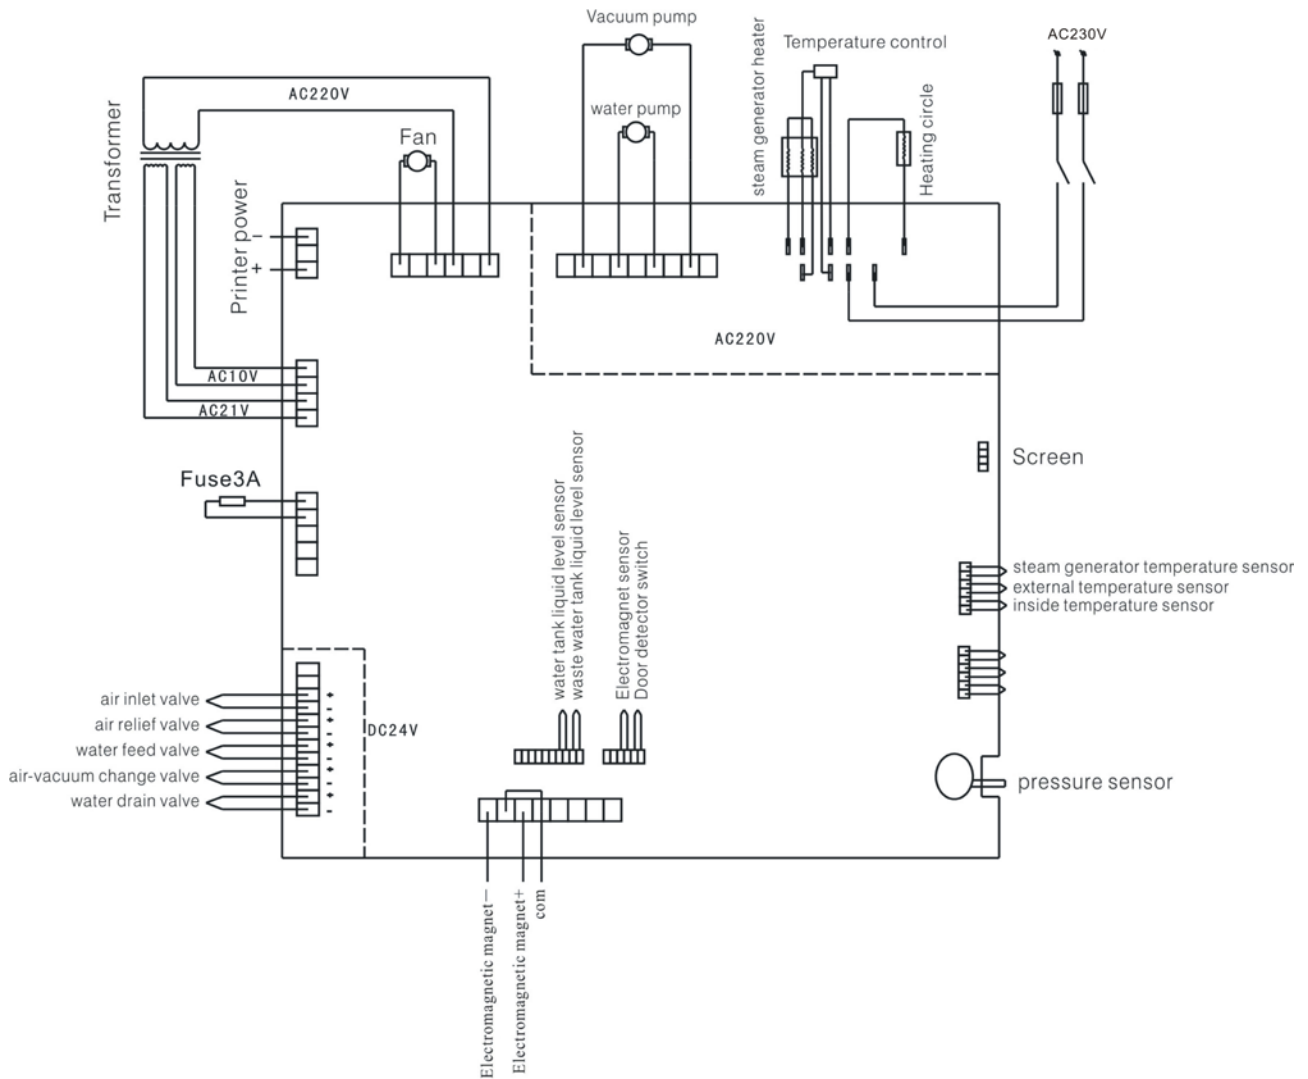 Vacuum pump
Temperature control
AC230V
steam generator heater
Heating circle
water pump
AC220V
Transformer
Fan
Printer power
－
+
AC220V
AC10V
AC21V
Fuse3A
Screen
water tank liquid level sensor
waste water tank liquid level sensor
Electromagnet sensor
Door detector switch
steam generator temperature sensor
external temperature sensor
inside temperature sensor
air inlet valve
+
-
air relief valve
+
-
DC24V
water feed valve
+
-
air-vacuum change valve
+
-
water drain valve
+
-
pressure sensor
Electromagnetic magnet－
Electromagnetic magnet+
com